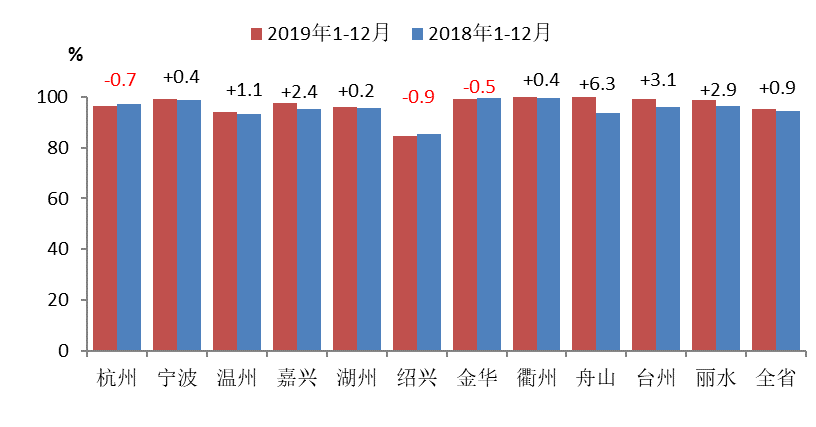 2019年1-12月 2018年1-12月
%
-0.7 +0.4 +1.1 +2.4 +0.2 -0.9 -0.5 +0.4 +6.3 +3.1 +2.9 +0.9
100
80
60
40
20
0
杭州 宁波 温州 嘉兴 湖州 绍兴 金华 衢州 舟山 台州 丽水 全省